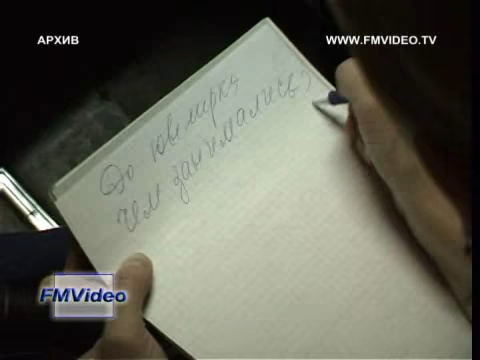 АРХИВ
WWW.FMVIDEO.TV
До ювелирки
чем занимались?
FMVideo